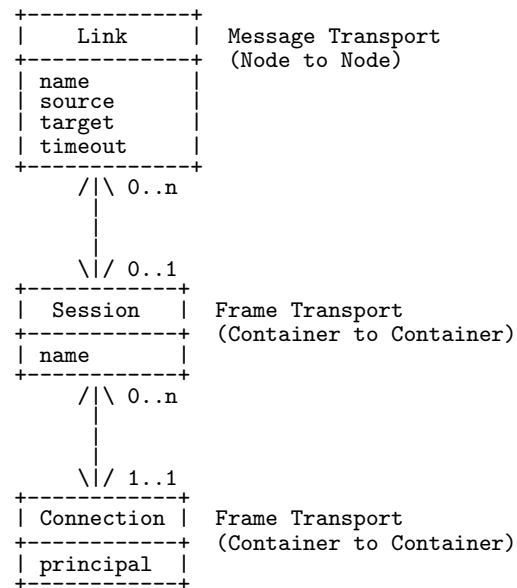 +-------------+
|    Link     |  Message Transport
+-------------+  (Node to Node)
| name        |
| source      |
| target      |
| timeout     |
+-------------+
     /|\ 0..n
      |
      |
      |
     \|/ 0..1
+------------+
|  Session   |  Frame Transport
+------------+  (Container to Container)
| name       |
+------------+
     /|\ 0..n
      |
      |
      |
     \|/ 1..1
+------------+
| Connection |  Frame Transport
+------------+  (Container to Container)
| principal  |
+------------+